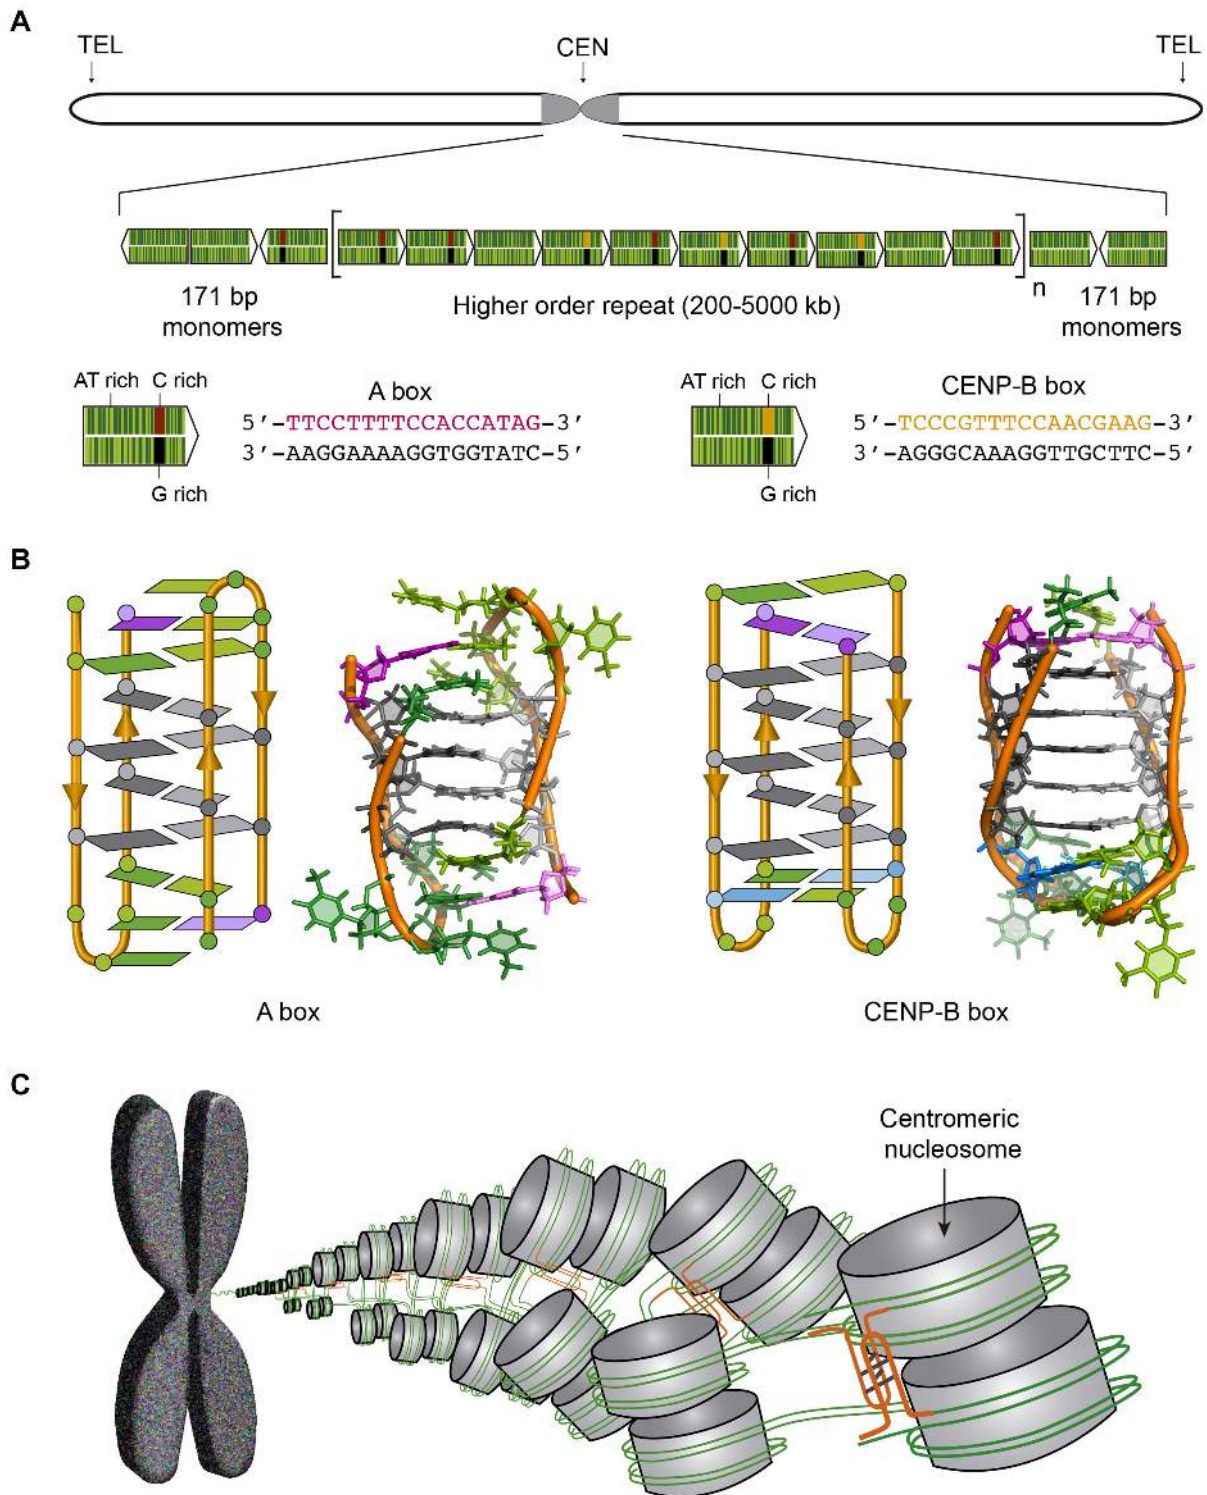 A
TEL
CEN
TEL
171 bp
monomers
Higher order repeat (200-5000 kb)
n
171 bp
monomers
AT rich
C rich
G rich
A box
5′-TTCCTTTTCCACCATAG-3′
3′-AAGGAAAAGGTGGTATC-5′
AT rich
C rich
G rich
CENP-B box
5′-TCCCGTTTCCAACGAAG-3′
3′-AGGGCAAAGGTTGCTTC-5′
B
A box
CENP-B box
C
Centromeric
nucleosome